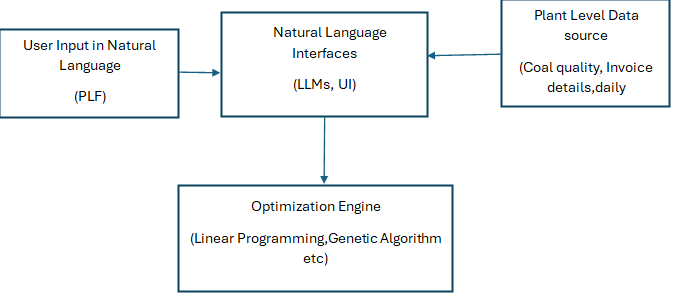 User Input in Natural
Language
(PLF)
Natural Language
Interfaces
(LLMs, UI)
Plant Level Data
source
(Coal quality, Invoice
details,daily
Optimization Engine
(Linear Programming,Genetic Algorithm
etc)